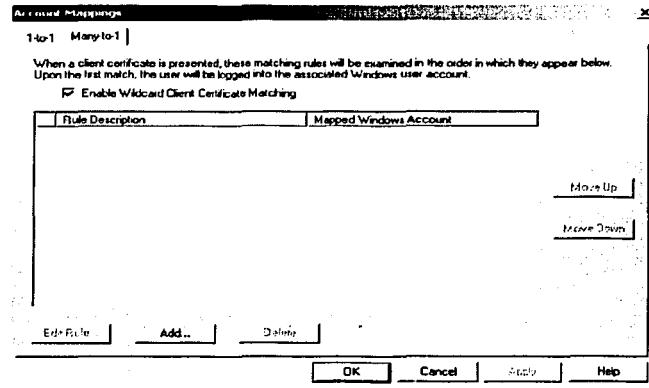 Account Mappings
1-to-1 Many-to-1
When a client certificate is presented, these matching rules will be examined in the order in which they appear below.
Upon the first match, the user will be logged into the associated Windows user account.
Enable Wildcard Client Certificate Matching
Rule Description Mapped Windows Account
Move Up
Move Down
Edit Rule... Add... Delete
OK Cancel Apply Help